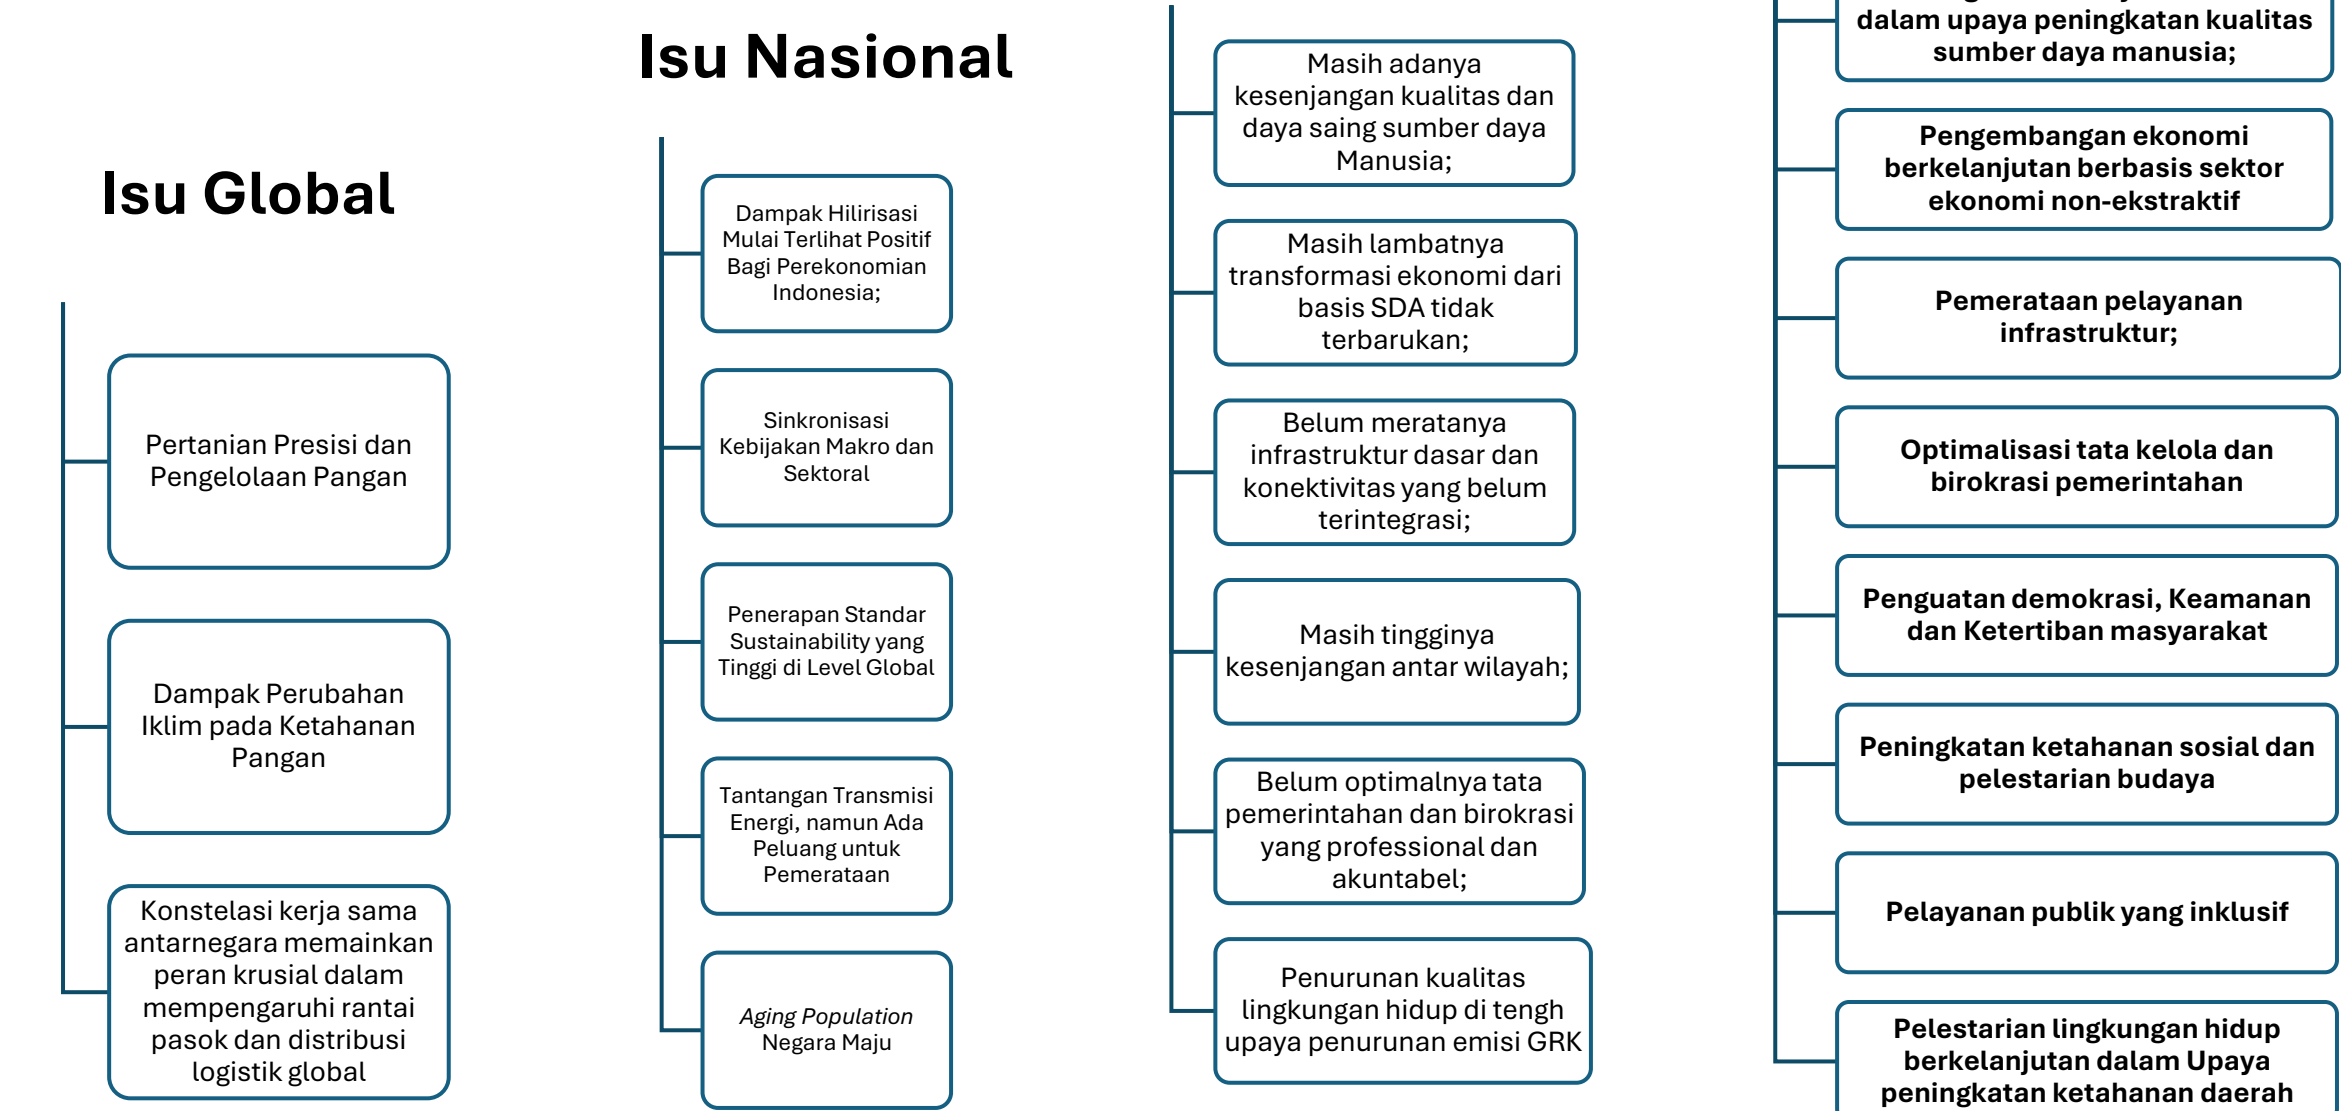 Isu Global
Pertanian Presisi dan
Pengelolaan Pangan
Dampak Perubahan
Iklim pada Ketahanan
Pangan
Konstelasi kerja sama
antarnegara memainkan
peran krusial dalam
mempengaruhi rantai
pasok dan distribusi
logistik global
Isu Nasional
Dampak Hilirisasi
Mulai Terlihat Positif
Bagi Perekonomian
Indonesia;
Sinkronisasi
Kebijakan Makro dan
Sektoral
Penerapan Standar
Sustainability yang
Tinggi di Level Global
Tantangan Transmisi
Energi, namun Ada
Peluang untuk
Pemerataan
Aging Population
Negara Maju
Masih adanya
kesenjangan kualitas dan
daya saing sumber daya
Manusia;
Masih lambatnya
transformasi ekonomi dari
basis SDA tidak
terbarukan;
Belum meratanya
infrastruktur dasar dan
konektivitas yang belum
terintegrasi;
Masih tingginya
kesenjangan antar wilayah;
Belum optimalnya tata
pemerintahan dan birokrasi
yang professional dan
akuntabel;
Penurunan kualitas
lingkungan hidup di tengh
upaya penurunan emisi GRK
dalam upaya peningkatan kualitas
sumber daya manusia;
Pengembangan ekonomi
berkelanjutan berbasis sektor
ekonomi non-ekstraktif
Pemerataan pelayanan
infrastruktur;
Optimalisasi tata kelola dan
birokrasi pemerintahan
Penguatan demokrasi, Keamanan
dan Ketertiban masyarakat
Peningkatan ketahanan sosial dan
pelestarian budaya
Pelayanan publik yang inklusif
Pelestarian lingkungan hidup
berkelanjutan dalam Upaya
peningkatan ketahanan daerah